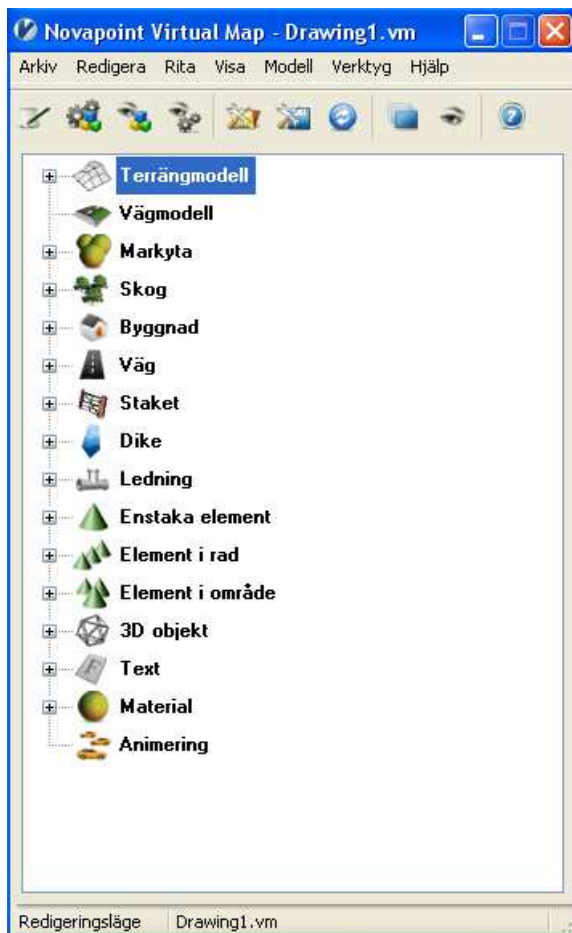 Novapoint Virtual Map - Drawing1.vm
Arkiv Redigera Rita Visa Modell Verktyg Hjälp
Terrängmodell
Vägmodell
Markyta
Skog
Byggnad
Väg
Staket
Dike
Ledning
Enstaka element
Element i rad
Element i område
3D objekt
Text
Material
Animering
Redigeringsläge Drawing1.vm